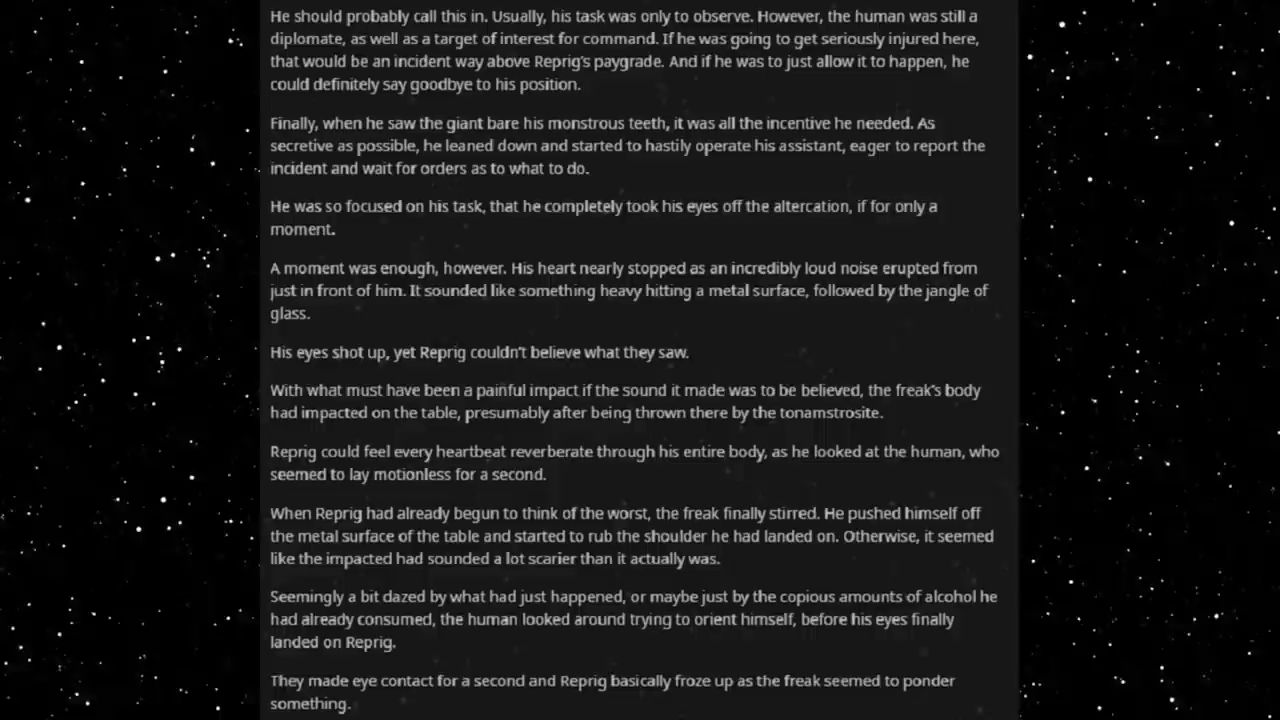 He should probably call this in. Usually, his task was only to observe. However, the human was still a
diplomate, as well as a target of interest for command. If he was going to get seriously injured here,
that would be an incident way above Reprig's paygrade. And if he was to just allow it to happen, he
could definitely say goodbye to his position.
Finally, when he saw the giant bare his monstrous teeth, it was all the incentive he needed. As
secretive as possible, he leaned down and started to hastily operate his assistant, eager to report the
incident and wait for orders as to what to do.
He was so focused on his task, that he completely took his eyes off the altercation, if for only a
moment.
A moment was enough, however. His heart nearly stopped as an incredibly loud noise erupted from
just in front of him. It sounded like something heavy hitting a metal surface, followed by the jangle of
glass.
His eyes shot up, yet Reprig couldn't believe what they saw.
With what must have been a painful impact if the sound it made was to be believed, the freak's body
had impacted on the table, presumably after being thrown there by the tonamstrosite.
Reprig could feel every heartbeat reverberate through his entire body, as he looked at the human, who
seemed to lay motionless for a second.
When Reprig had already begun to think of the worst, the freak finally stirred. He pushed himself off
the metal surface of the table and started to rub the shoulder he had landed on. Otherwise, it seemed
like the impacted had sounded a lot scarier than it actually was.
Seemingly a bit dazed by what had just happened, or maybe just by the copious amounts of alcohol he
had already consumed, the human looked around trying to orient himself, before his eyes finally
landed on Reprig.
They made eye contact for a second and Reprig basically froze up as the freak seemed to ponder
something.